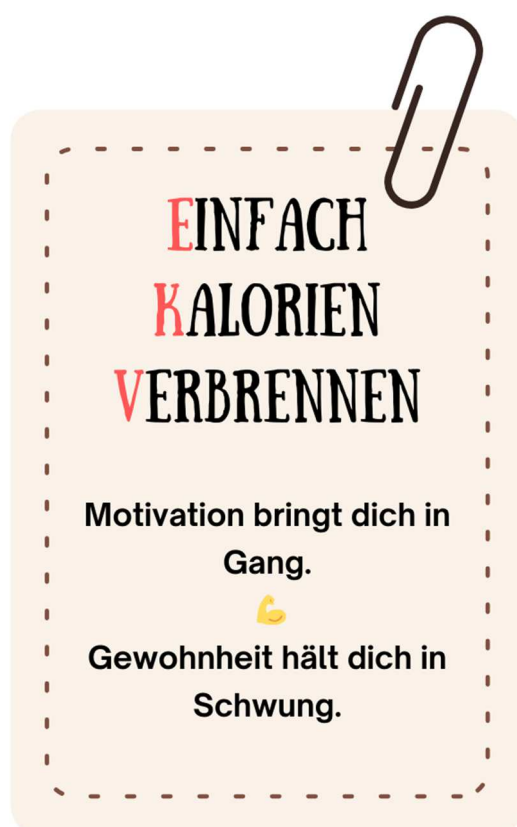 EINFACH
KALORIEN
VERBRENNEN
Motivation bringt dich in
Gang.
💪
Gewohnheit hält dich in
Schwung.